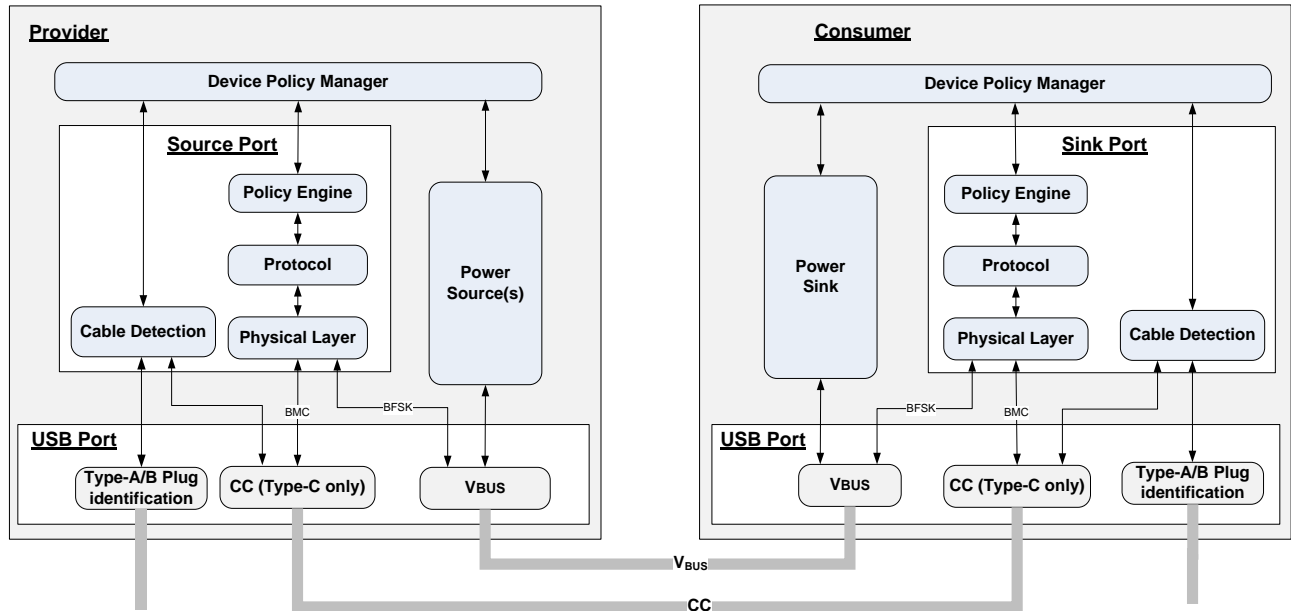 Provider
Device Policy Manager
Source Port
Policy Engine
Protocol
Cable Detection
Physical Layer
Power
Source(s)
BMC
BFSK
USB Port
Type-A/B Plug
identification
CC (Type-C only)
VBUS
Consumer
Device Policy Manager
Sink Port
Power
Sink
Policy Engine
Protocol
Physical Layer
Cable Detection
BFSK
BMC
USB Port
VBUS
CC (Type-C only)
Type-A/B Plug
identification
VBUS
CC